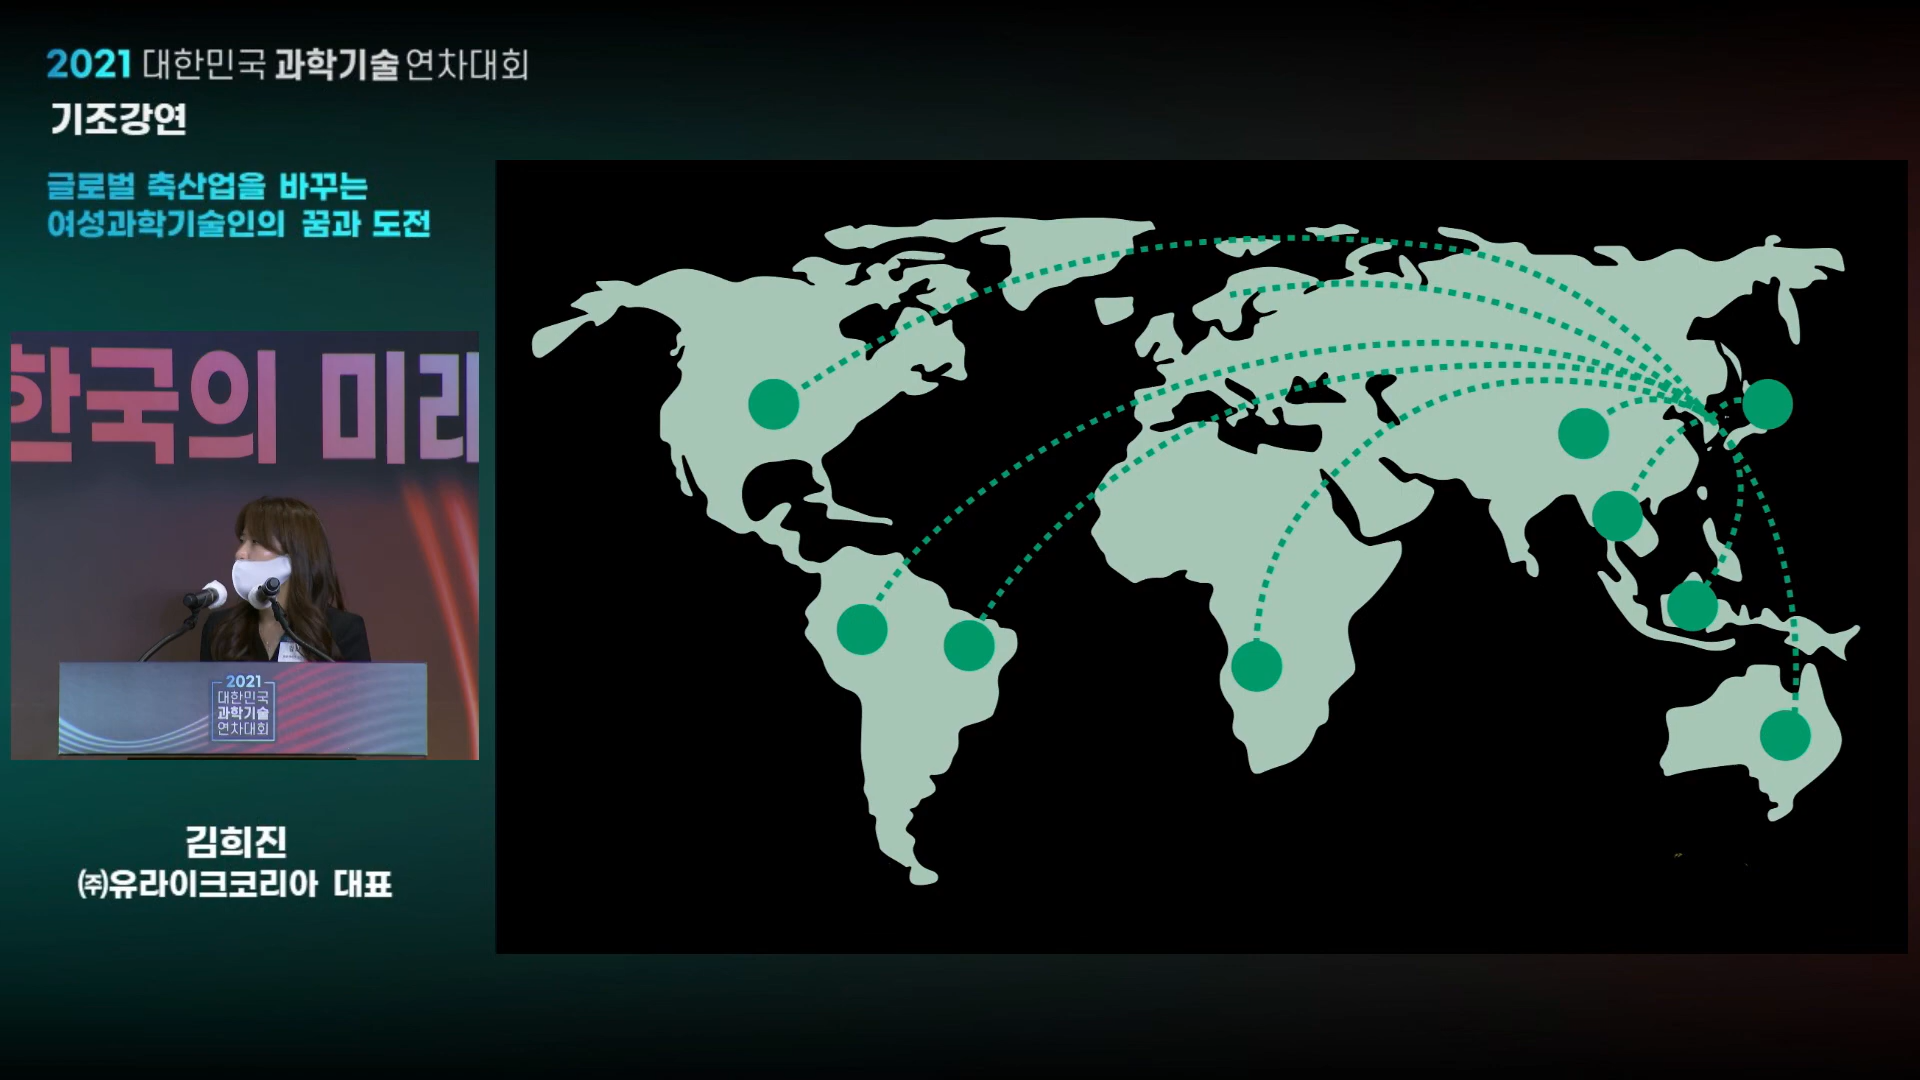 2021 대한민국 과학기술 연차대회
기조강연
글로벌 축산업을 바꾸는
여성과학기술인의 꿈과 도전
한국의 미래
2021
대한민국
과학기술
연차대회
김희진
㈜유라이크코리아 대표